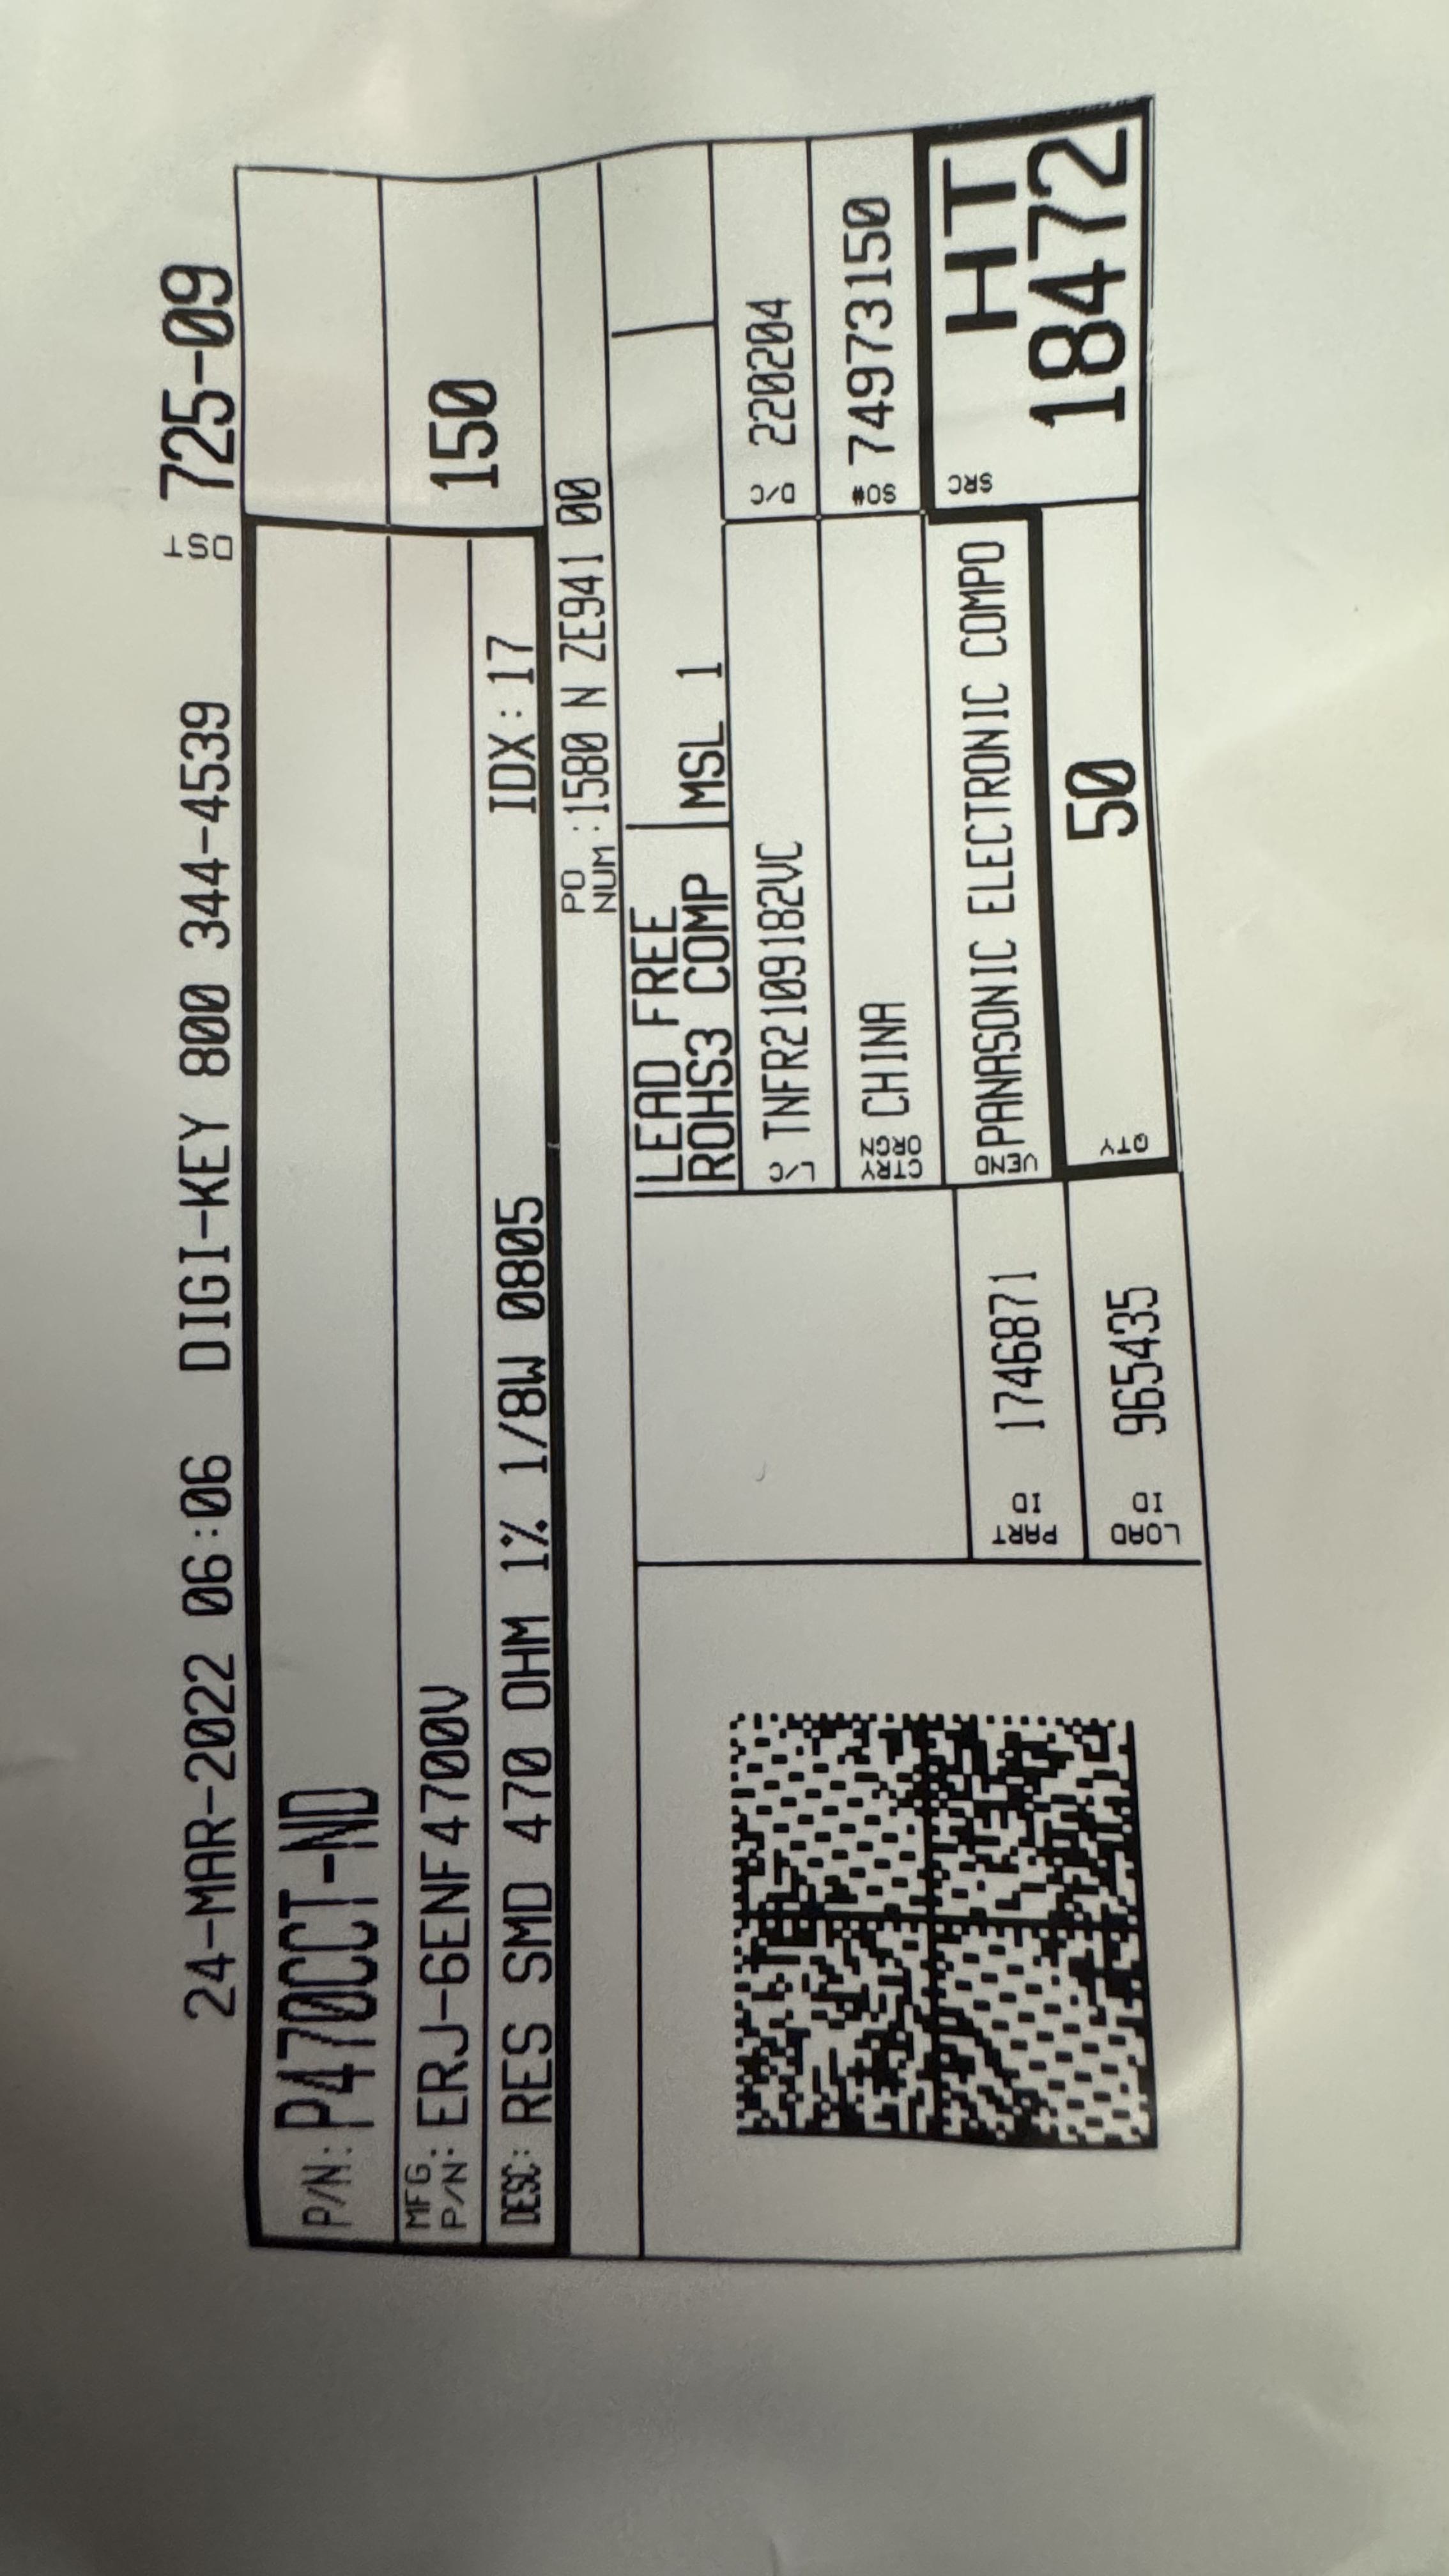 24-MAR-2022 06:06 DIGI-KEY 800 344-4539 DST 725-09
P/N: P470CCT-ND
MFG P/N: ERJ-6ENF4700V
150
DESC: RES SMD 470 OHM 1% 1/8W 0805 IDX:17
PO NUM:1580 N ZE941 00
LEAD FREE
ROHS3 COMP
MSL 1
L/C TNFR2109182VC
D/C 220204
CTRY ORGN CHINA
SO# 74973150
PART ID 1746871
VEND PANASONIC ELECTRONIC COMPO
SRC HT
18472
LOAD ID 965435
QTY 50